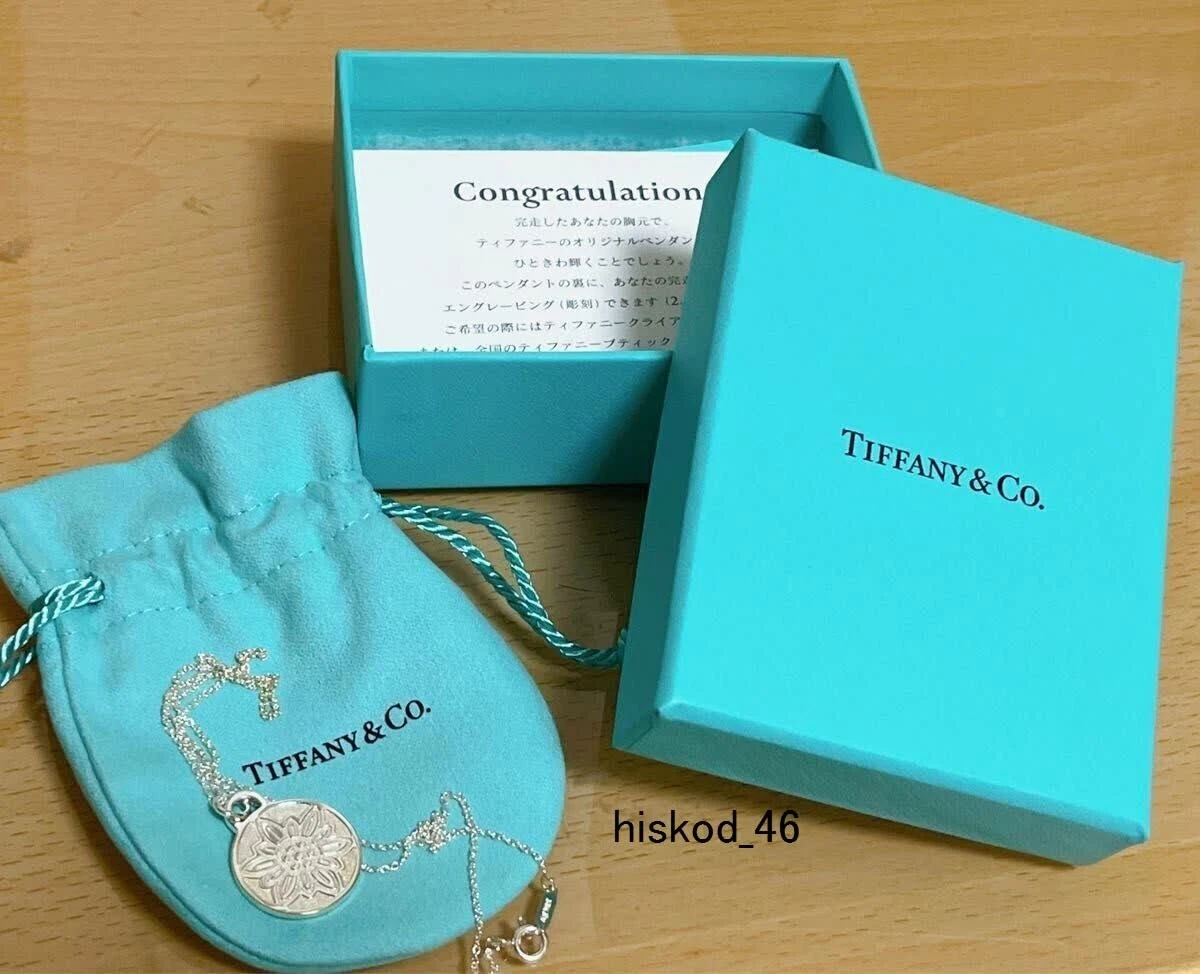 Congratulation
完走したあなたの胸元で、
ティファニーのオリジナルペンダン
ひときわ輝くことでしょう。
このペンダントの裏に、あなたの完走
エングレービング（彫刻）できます（2
ご希望の際にはティファニークライア
または、全国のティファニーブティック
TIFFANY & CO.
TIFFANY & CO.
hiskod_46